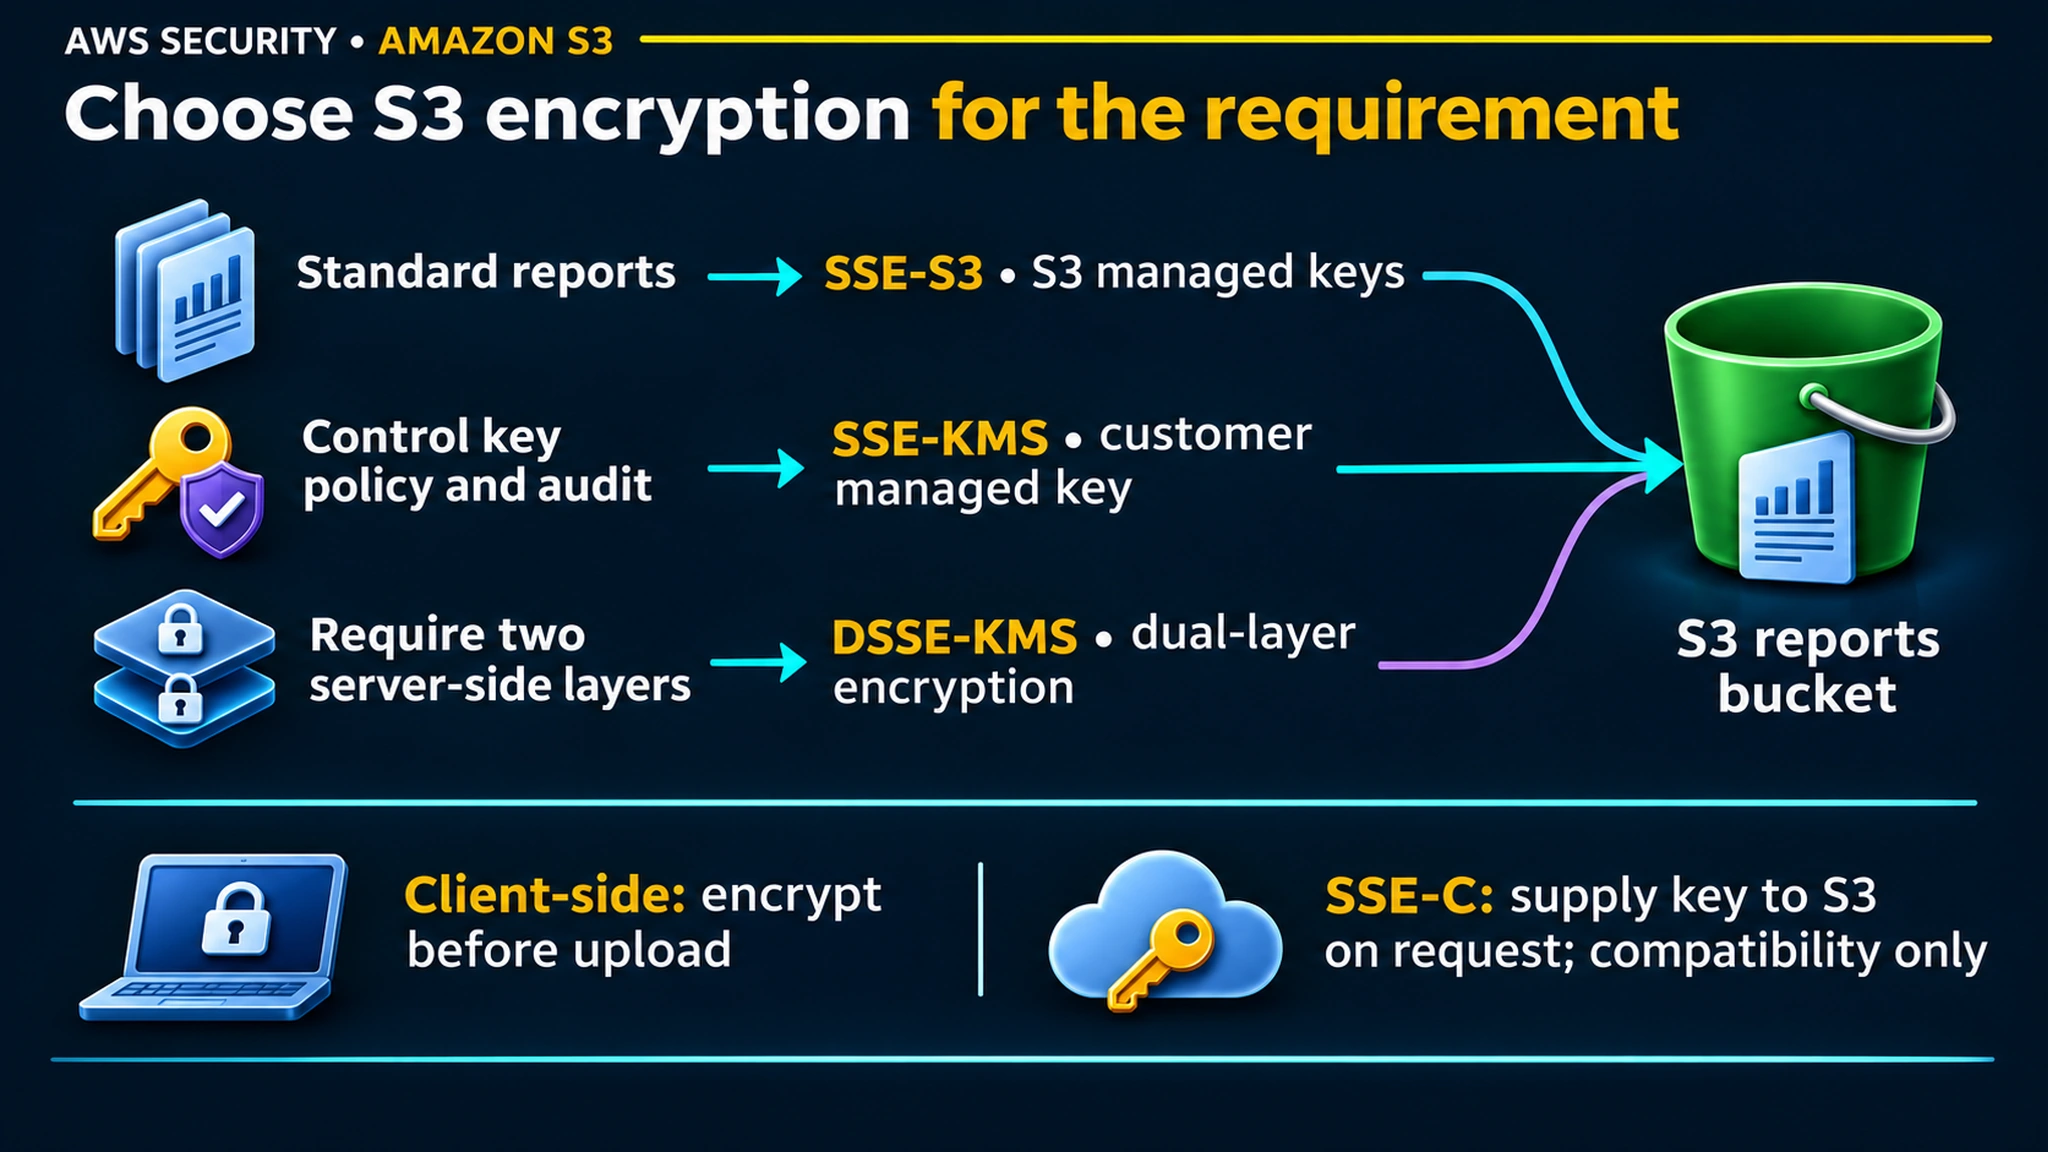 AWS SECURITY • AMAZON S3
Choose S3 encryption for the requirement
Standard reports
SSE-S3 • S3 managed keys
Control key
policy and audit
SSE-KMS • customer
managed key
Require two
server-side layers
DSSE-KMS • dual-layer
encryption
S3 reports
bucket
Client-side: encrypt
before upload
SSE-C: supply key to S3
on request; compatibility only